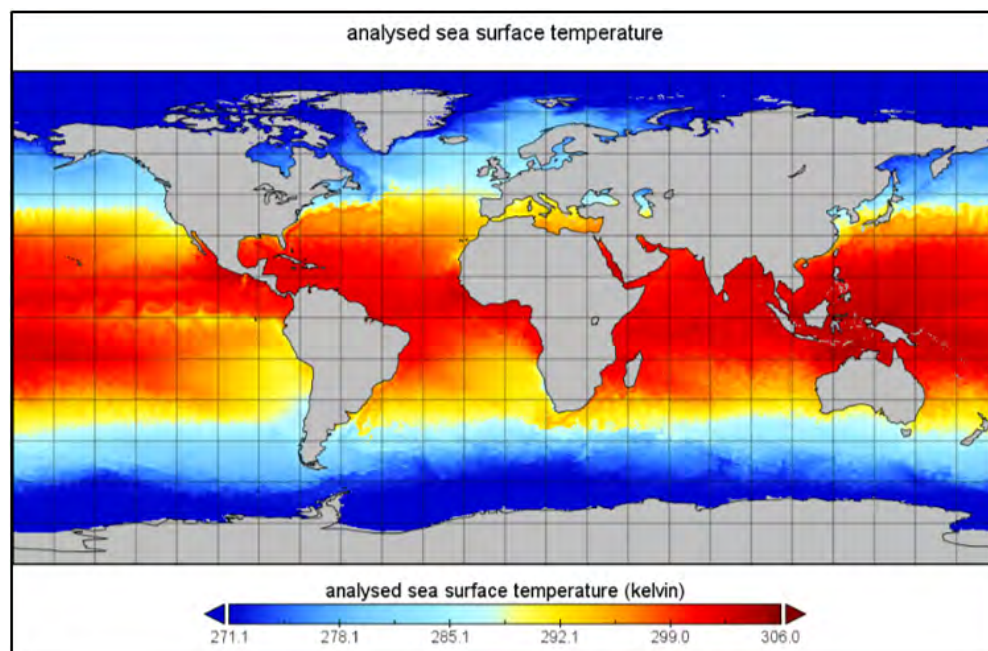 analysed sea surface temperature
analysed sea surface temperature (kelvin)
271.1 278.1 285.1 292.1 299.0 306.0